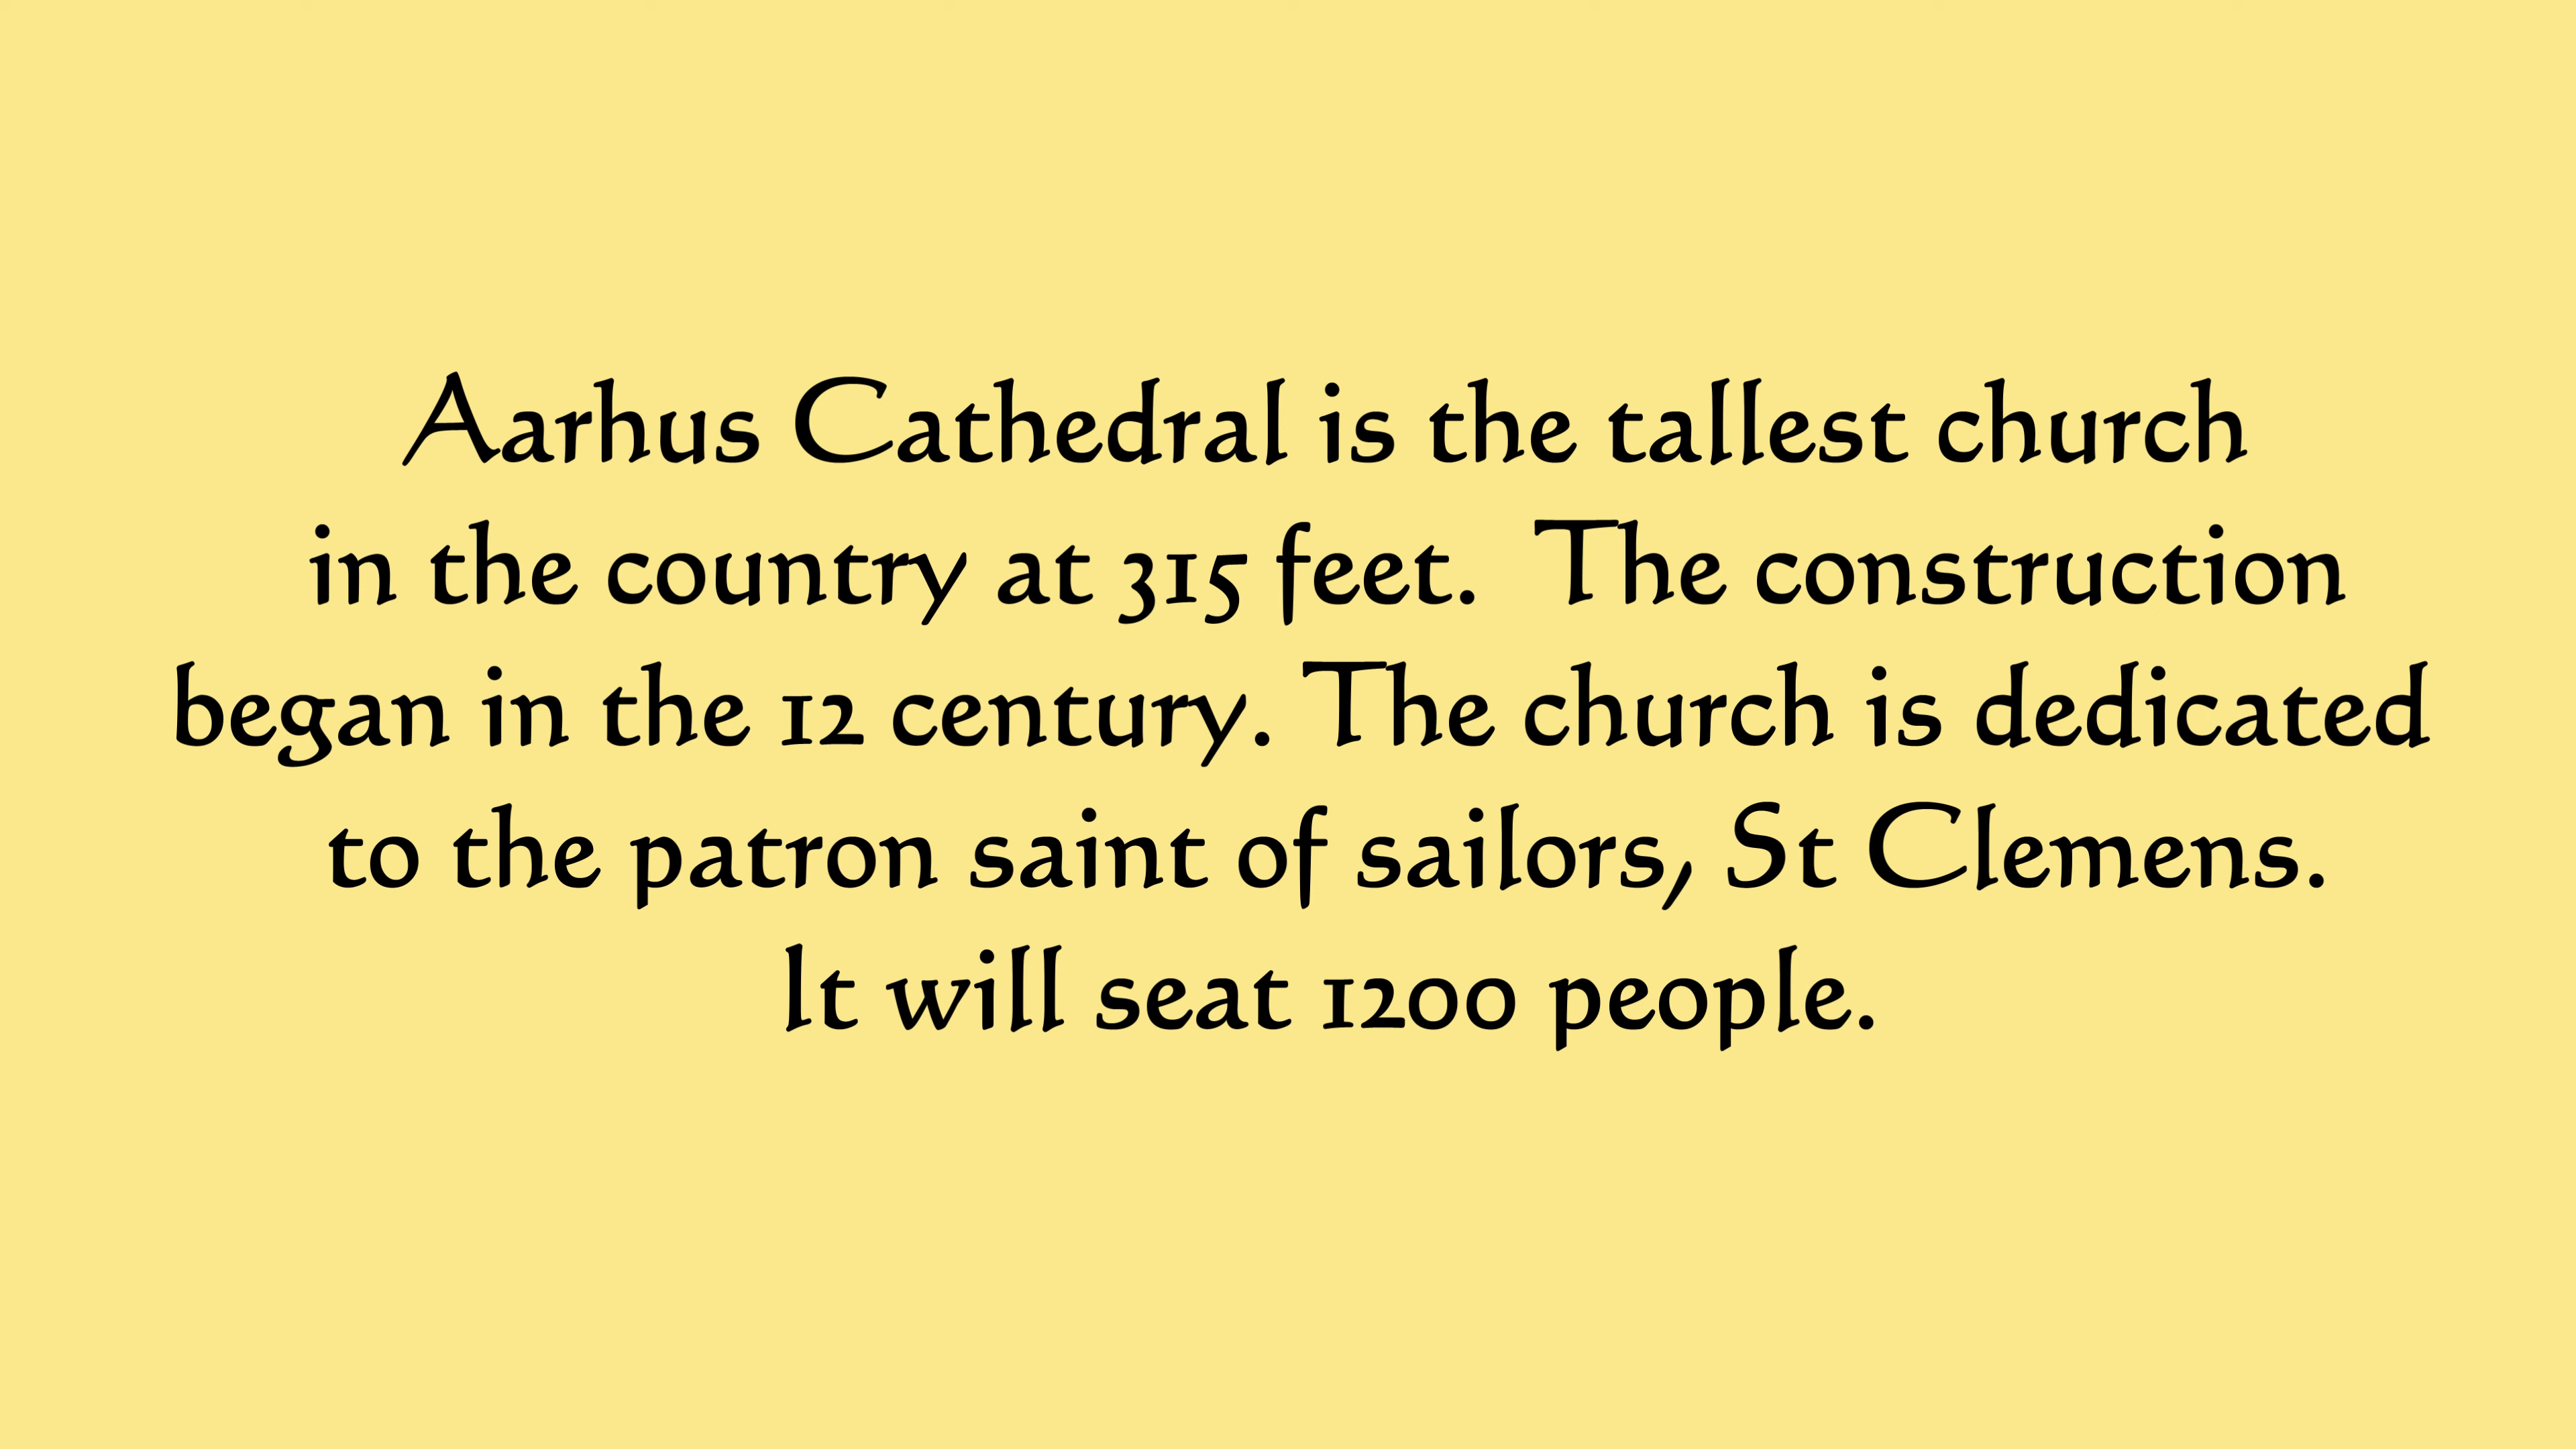 Aarhus Cathedral is the tallest church
in the country at 315 feet.  The construction
began in the 12 century. The church is dedicated
to the patron saint of sailors, St Clemens.
It will seat 1200 people.